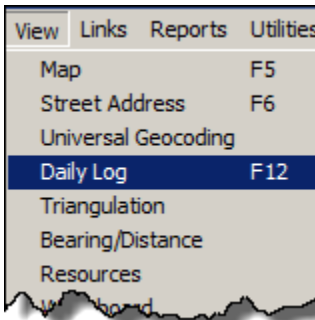 View Links Reports Utilities
Map F5
Street Address F6
Universal Geocoding
Daily Log F12
Triangulation
Bearing/Distance
Resources